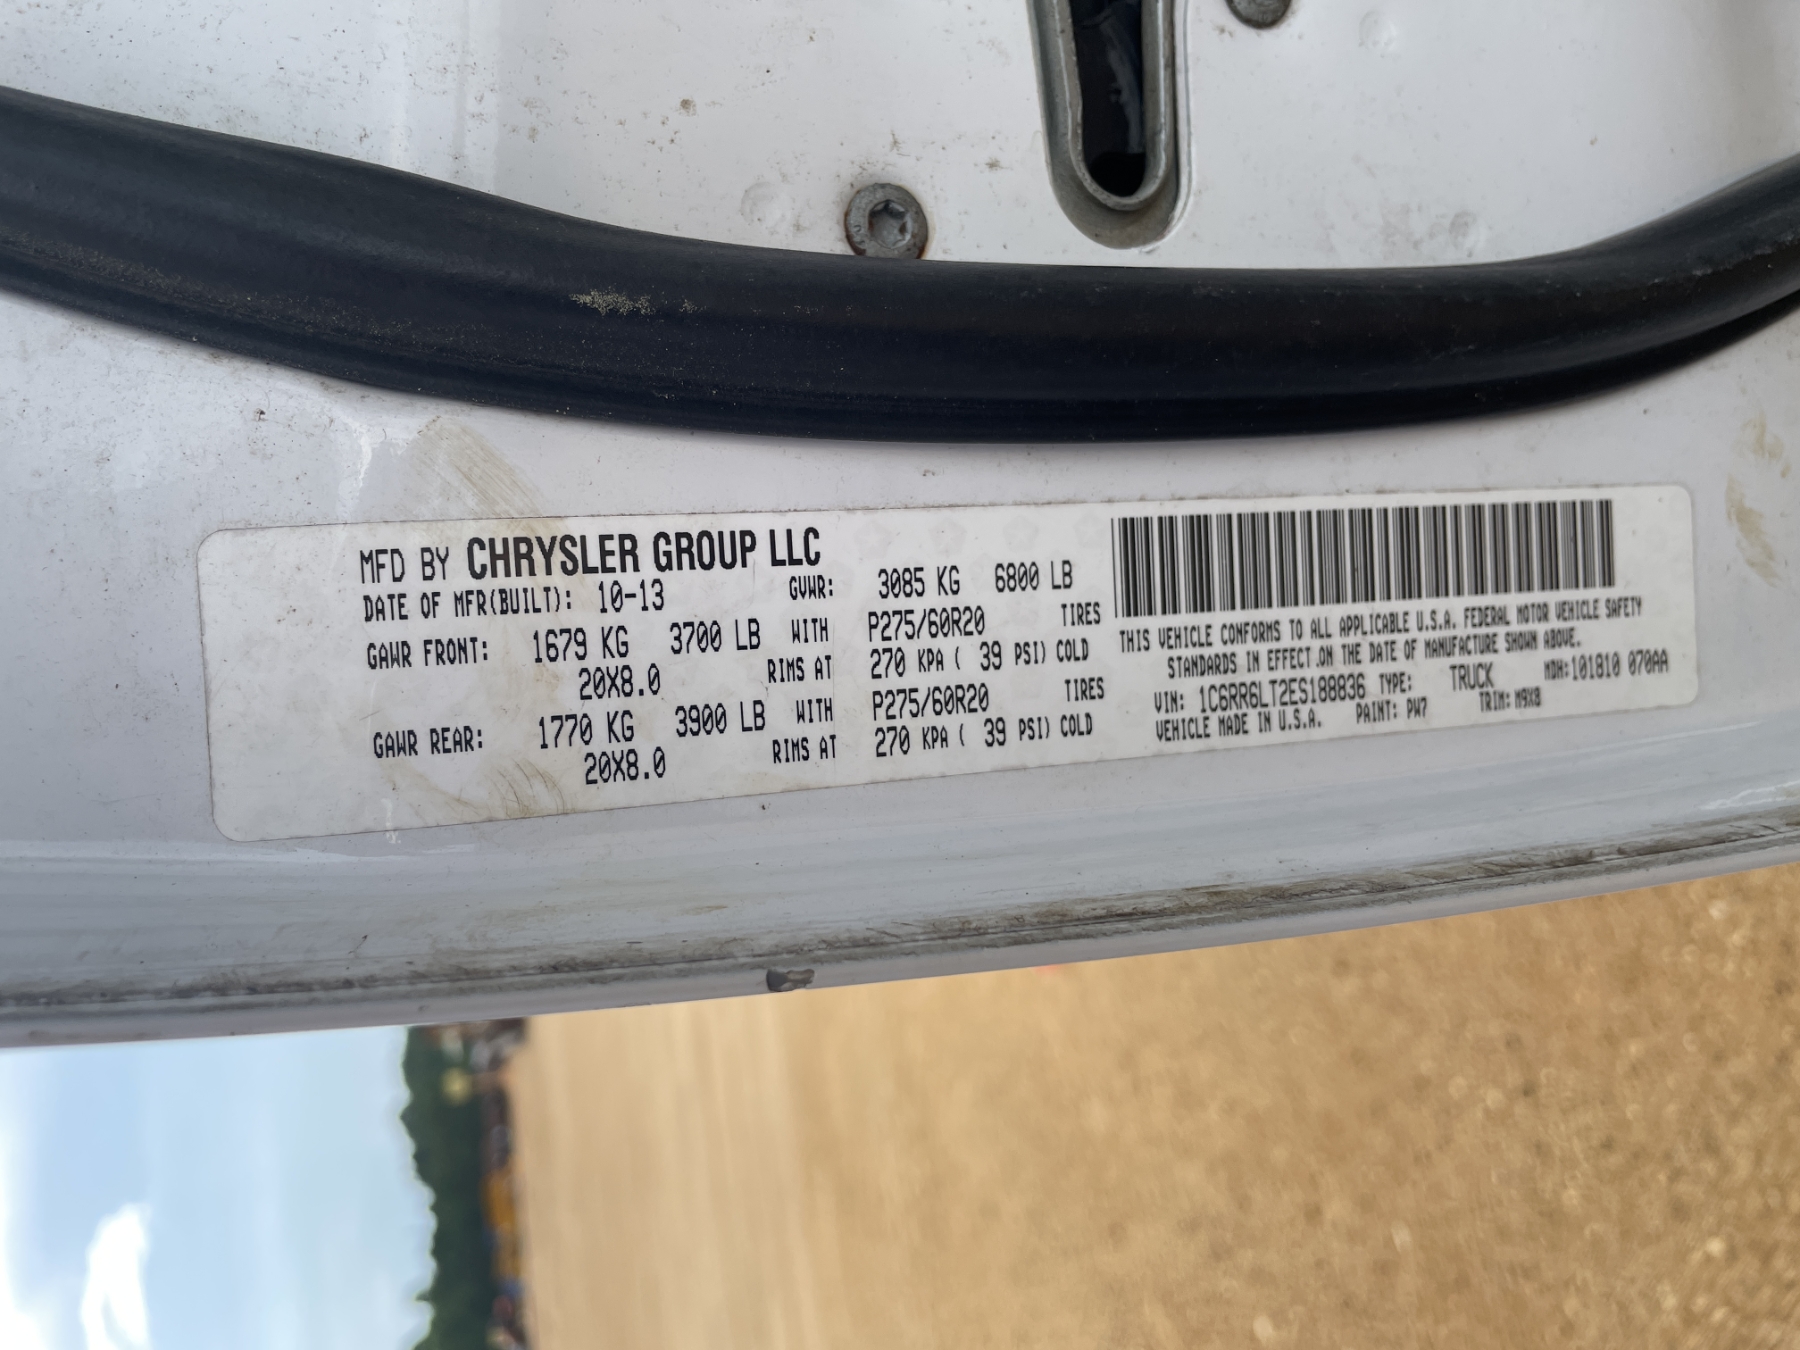 MFD BY CHRYSLER GROUP LLC
DATE OF MFR(BUILT): 10-13 GVWR: 3085 KG 6800 LB
GAWR FRONT: 1679 KG 3700 LB WITH P275/60R20 TIRES
20X8.0 RIMS AT 270 KPA ( 39 PSI) COLD
GAWR REAR: 1770 KG 3900 LB WITH P275/60R20 TIRES
20X8.0 RIMS AT 270 KPA ( 39 PSI) COLD
THIS VEHICLE CONFORMS TO ALL APPLICABLE U.S.A. FEDERAL MOTOR VEHICLE SAFETY
STANDARDS IN EFFECT ON THE DATE OF MANUFACTURE SHOWN ABOVE.
VIN: 1C6RR6LT2ES188836 TYPE: TRUCK MDH:101810 070AA
VEHICLE MADE IN U.S.A. PAINT: PW7 TRIM: M9X8